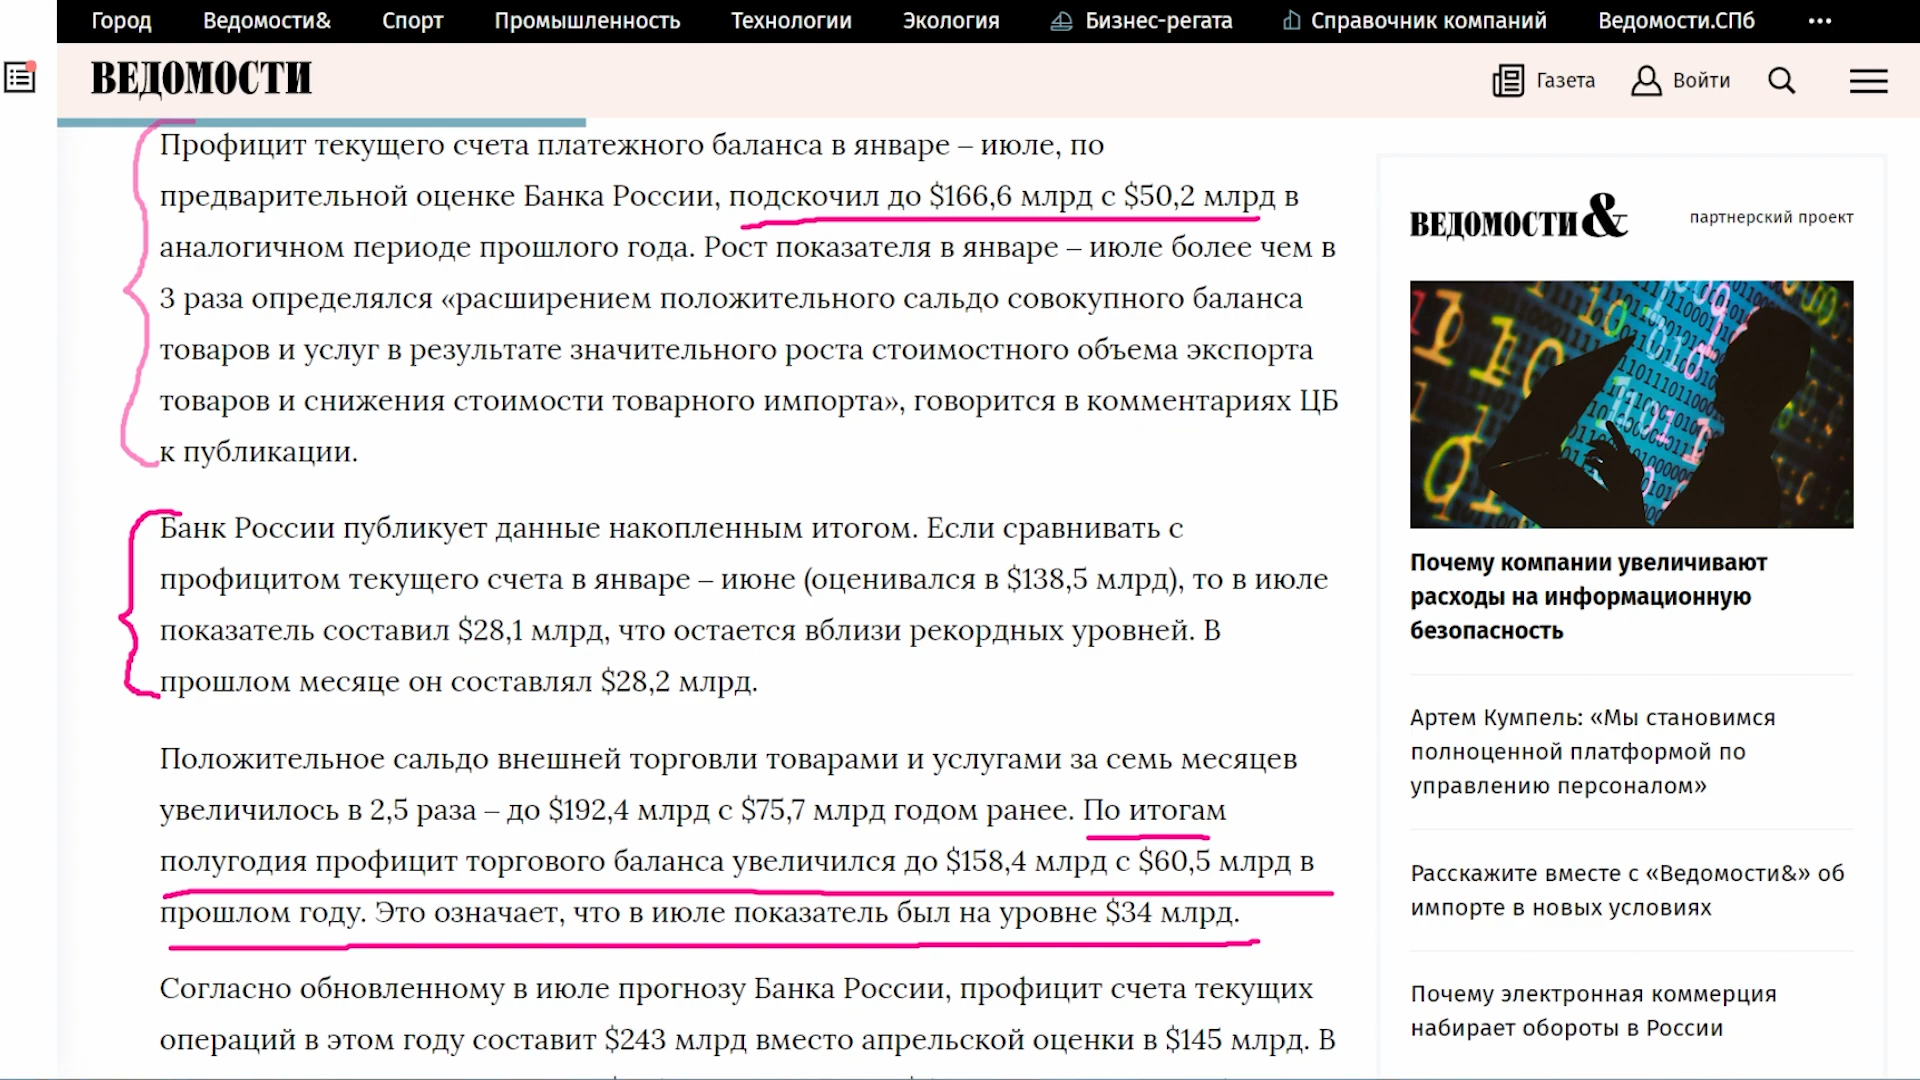 Город Ведомости& Спорт Промышленность Технологии Экология Бизнес-регата Справочник компаний Ведомости.СПб ···
ВЕДОМОСТИ
Газета Войти
Профицит текущего счета платежного баланса в январе – июле, по
предварительной оценке Банка России, подскочил до $166,6 млрд с $50,2 млрд в
аналогичном периоде прошлого года. Рост показателя в январе – июле более чем в
3 раза определялся «расширением положительного сальдо совокупного баланса
товаров и услуг в результате значительного роста стоимостного объема экспорта
товаров и снижения стоимости товарного импорта», говорится в комментариях ЦБ
к публикации.
Банк России публикует данные накопленным итогом. Если сравнивать с
профицитом текущего счета в январе – июне (оценивался в $138,5 млрд), то в июле
показатель составил $28,1 млрд, что остается вблизи рекордных уровней. В
прошлом месяце он составлял $28,2 млрд.
Положительное сальдо внешней торговли товарами и услугами за семь месяцев
увеличилось в 2,5 раза – до $192,4 млрд с $75,7 млрд годом ранее. По итогам
полугодия профицит торгового баланса увеличился до $158,4 млрд с $60,5 млрд в
прошлом году. Это означает, что в июле показатель был на уровне $34 млрд.
Согласно обновленному в июле прогнозу Банка России, профицит счета текущих
операций в этом году составит $243 млрд вместо апрельской оценки в $145 млрд. В
ВЕДОМОСТИ& партнерский проект
Почему компании увеличивают
расходы на информационную
безопасность
Артем Кумпель: «Мы становимся
полноценной платформой по
управлению персоналом»
Расскажите вместе с «Ведомости&» об
импорте в новых условиях
Почему электронная коммерция
набирает обороты в России